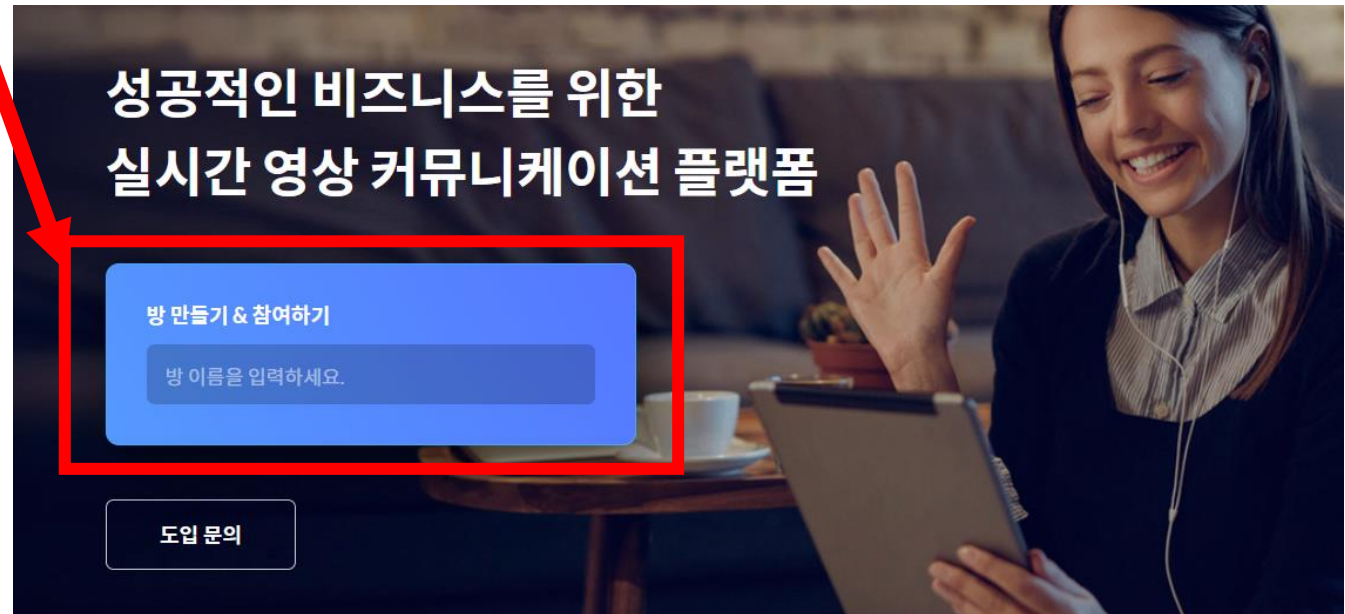 성공적인 비즈니스를 위한
실시간 영상 커뮤니케이션 플랫폼
방 만들기 & 참여하기
방 이름을 입력하세요.
도입 문의